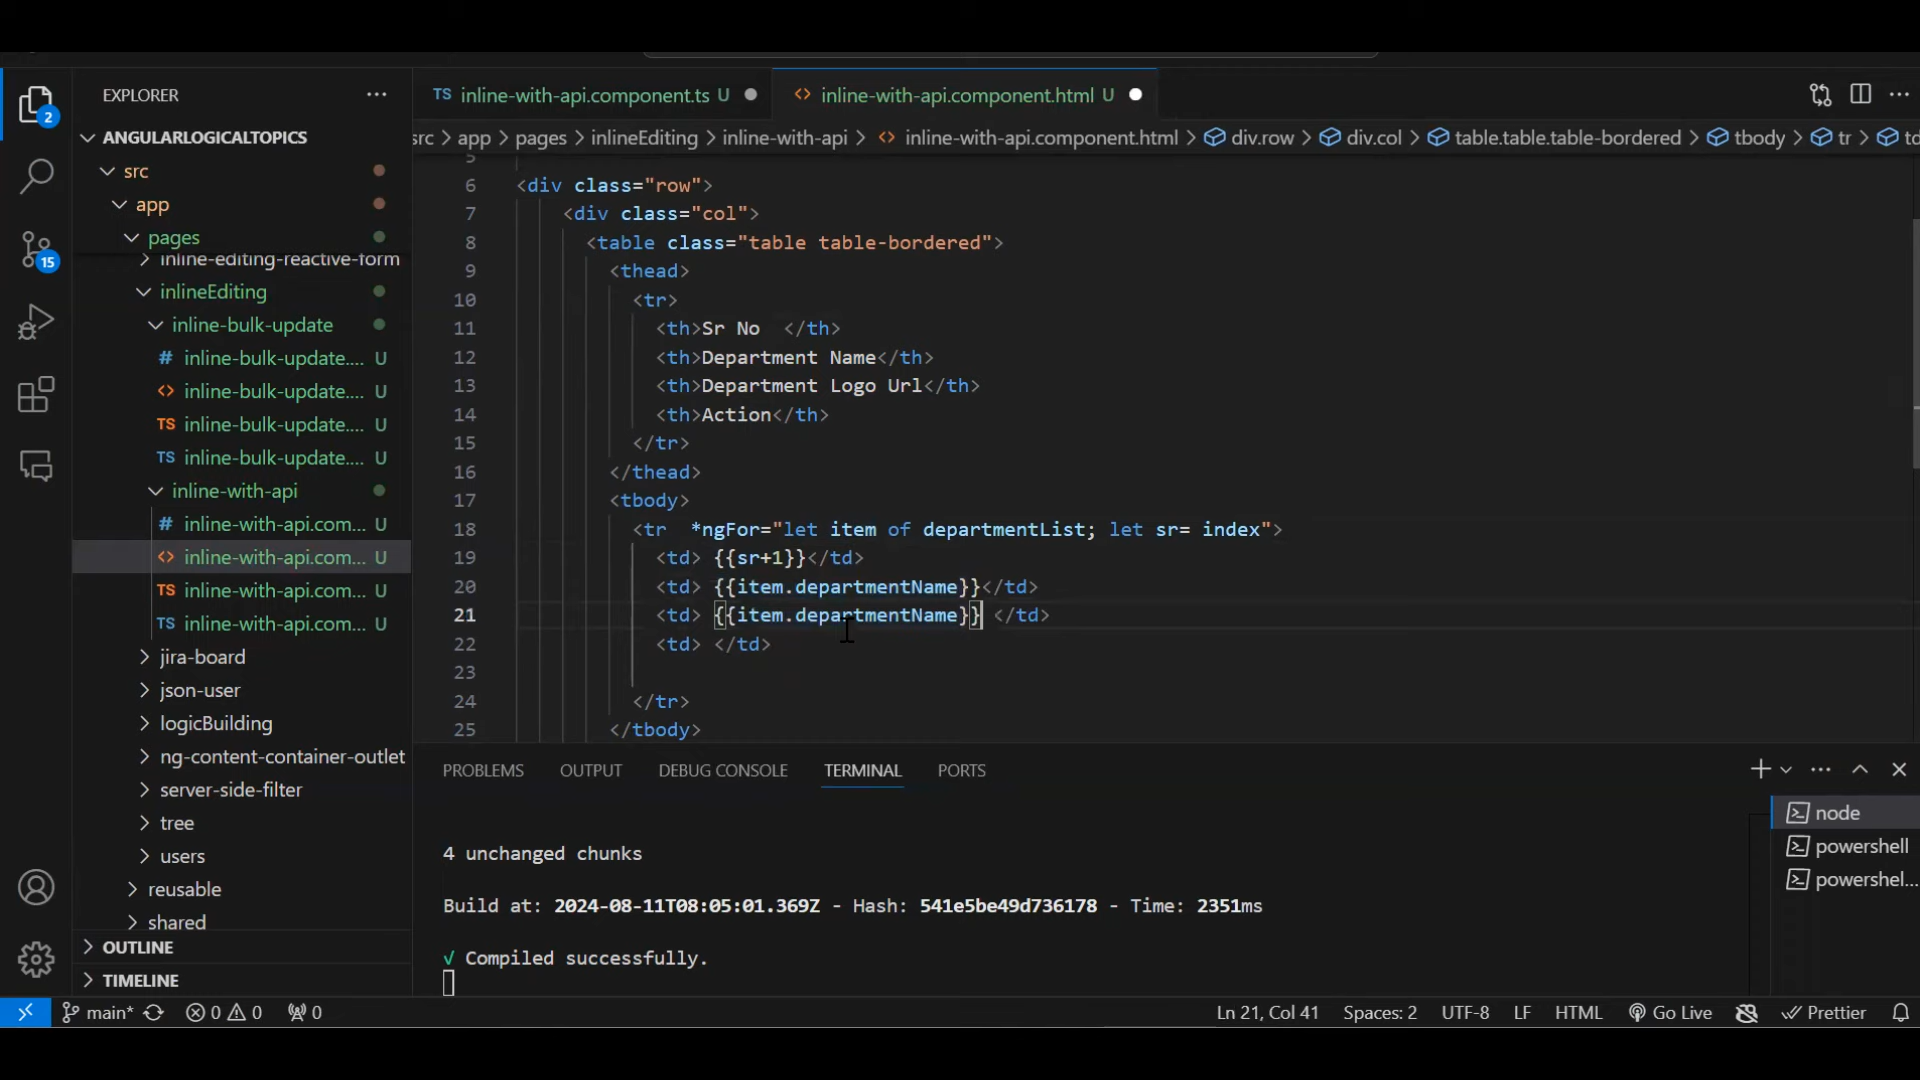 EXPLORER
ANGULARLOGICALTOPICS
src
app
pages
inline-editing-reactive-form
inlineEditing
inline-bulk-update
# inline-bulk-update.... U
<> inline-bulk-update.... U
TS inline-bulk-update.... U
TS inline-bulk-update.... U
inline-with-api
# inline-with-api.com... U
<> inline-with-api.com... U
TS inline-with-api.com... U
TS inline-with-api.com... U
jira-board
json-user
logicBuilding
ng-content-container-outlet
server-side-filter
tree
users
reusable
shared
OUTLINE
TIMELINE
2
15
TS inline-with-api.component.ts U
<> inline-with-api.component.html U
src > app > pages > inlineEditing > inline-with-api > <> inline-with-api.component.html > div.row > div.col > table.table.table-bordered > tbody > tr > td
5
6 <div class="row">
7 <div class="col">
8 <table class="table table-bordered">
9 <thead>
10 <tr>
11 <th>Sr No  </th>
12 <th>Department Name</th>
13 <th>Department Logo Url</th>
14 <th>Action</th>
15 </tr>
16 </thead>
17 <tbody>
18 <tr  *ngFor="let item of departmentList; let sr= index">
19 <td> {{sr+1}}</td>
20 <td> {{item.departmentName}}</td>
21 <td> {{item.departmentName}} </td>
22 <td> </td>
23
24 </tr>
25 </tbody>
PROBLEMS OUTPUT DEBUG CONSOLE TERMINAL PORTS
4 unchanged chunks
Build at: 2024-08-11T08:05:01.369Z - Hash: 541e5be49d736178 - Time: 2351ms
√ Compiled successfully.
node
powershell
powershel...
main* 0 0 0
Ln 21, Col 41 Spaces: 2 UTF-8 LF HTML Go Live Prettier